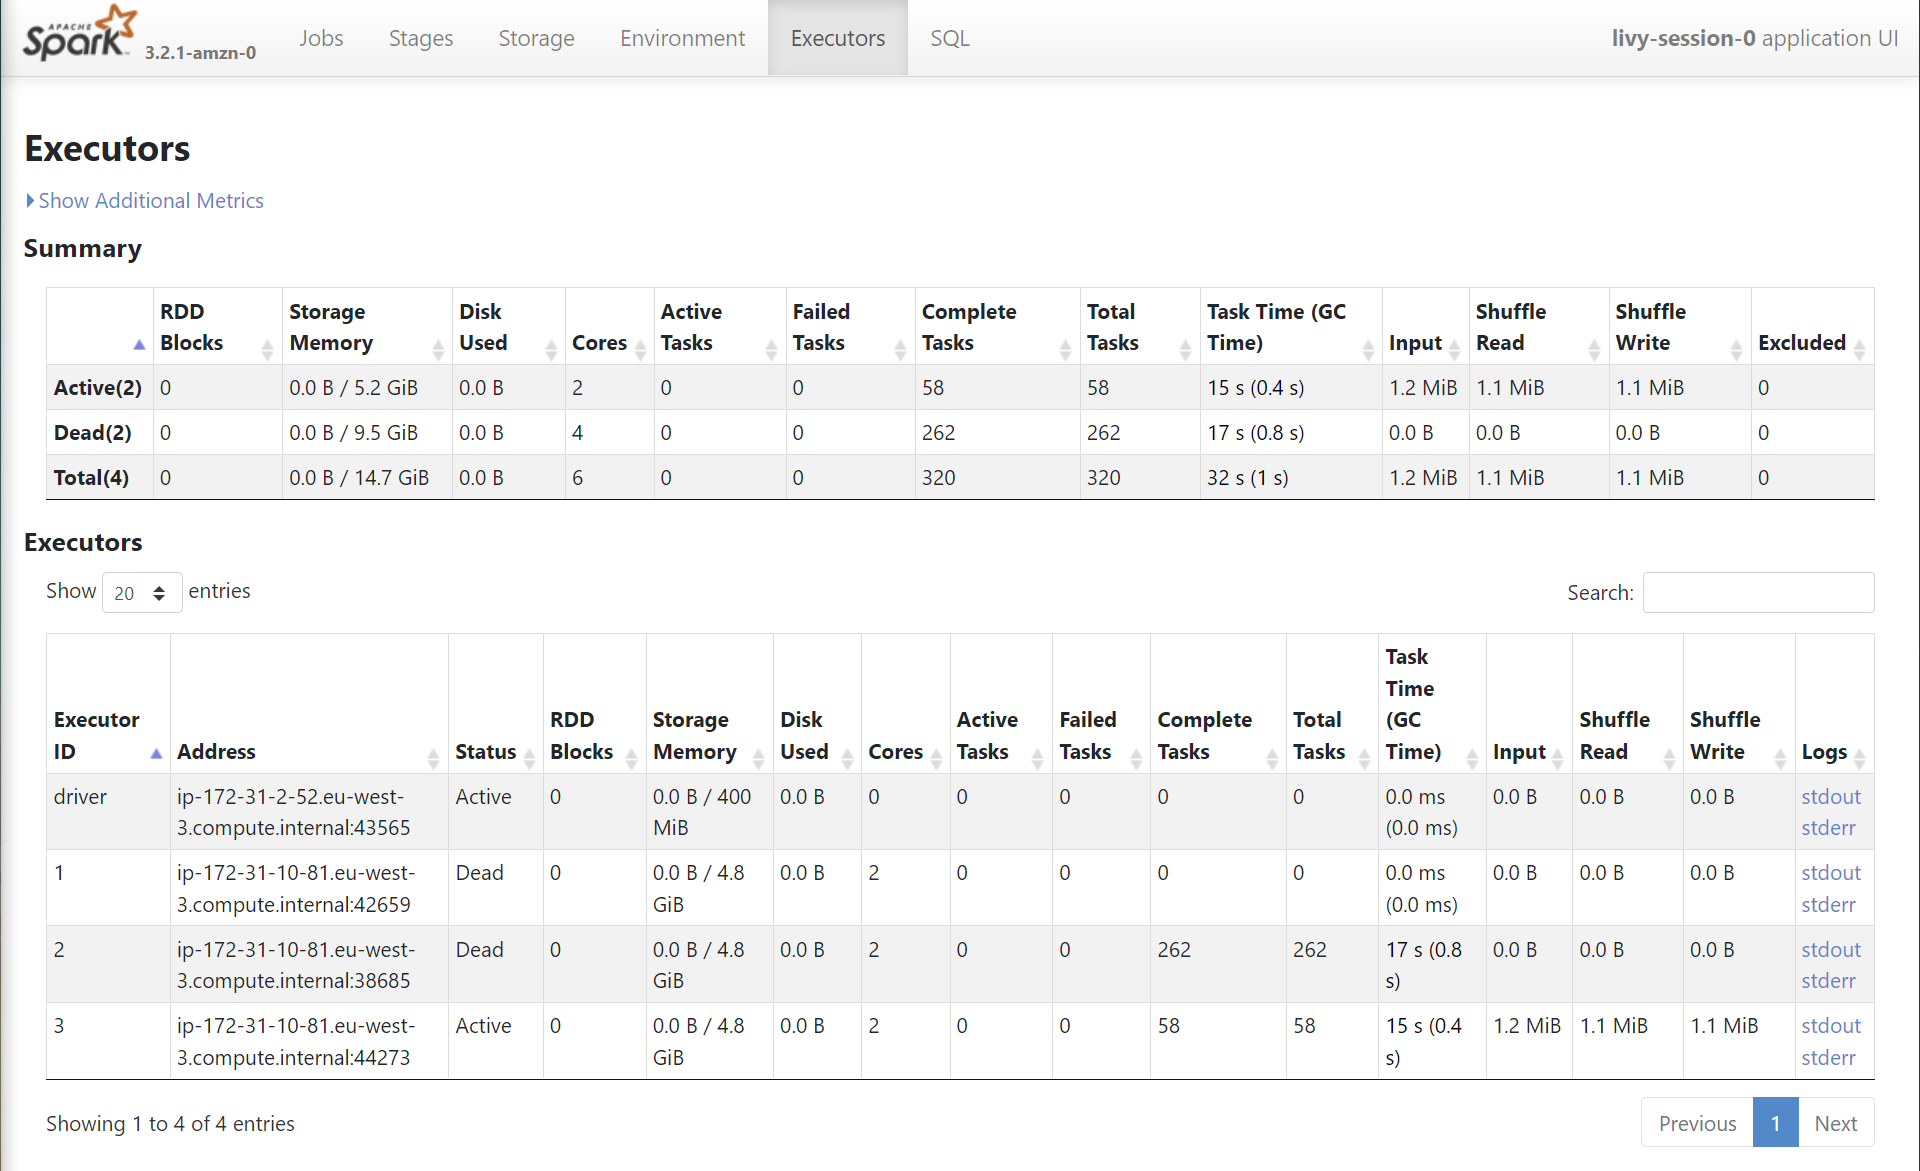 APACHE
Spark 3.2.1-amzn-0 Jobs Stages Storage Environment Executors SQL livy-session-0 application UI
Executors
Show Additional Metrics
Summary
RDD Blocks Storage Memory Disk Used Cores Active Tasks Failed Tasks Complete Tasks Total Tasks Task Time (GC Time) Input Shuffle Read Shuffle Write Excluded
Active(2) 0 0.0 B / 5.2 GiB 0.0 B 2 0 0 58 58 15 s (0.4 s) 1.2 MiB 1.1 MiB 1.1 MiB 0
Dead(2) 0 0.0 B / 9.5 GiB 0.0 B 4 0 0 262 262 17 s (0.8 s) 0.0 B 0.0 B 0.0 B 0
Total(4) 0 0.0 B / 14.7 GiB 0.0 B 6 0 0 320 320 32 s (1 s) 1.2 MiB 1.1 MiB 1.1 MiB 0
Executors
Show 20 entries Search:
Executor ID Address Status RDD Blocks Storage Memory Disk Used Cores Active Tasks Failed Tasks Complete Tasks Total Tasks Task Time (GC Time) Input Shuffle Read Shuffle Write Logs
driver ip-172-31-2-52.eu-west- Active 0 0.0 B / 400 0.0 B 0 0 0 0 0 0.0 ms 0.0 B 0.0 B 0.0 B stdout
3.compute.internal:43565 MiB (0.0 ms) stderr
1 ip-172-31-10-81.eu-west- Dead 0 0.0 B / 4.8 0.0 B 2 0 0 0 0 0.0 ms 0.0 B 0.0 B 0.0 B stdout
3.compute.internal:42659 GiB (0.0 ms) stderr
2 ip-172-31-10-81.eu-west- Dead 0 0.0 B / 4.8 0.0 B 2 0 0 262 262 17 s (0.8 0.0 B 0.0 B 0.0 B stdout
3.compute.internal:38685 GiB s) stderr
3 ip-172-31-10-81.eu-west- Active 0 0.0 B / 4.8 0.0 B 2 0 0 58 58 15 s (0.4 1.2 MiB 1.1 MiB 1.1 MiB stdout
3.compute.internal:44273 GiB s) stderr
Showing 1 to 4 of 4 entries Previous 1 Next